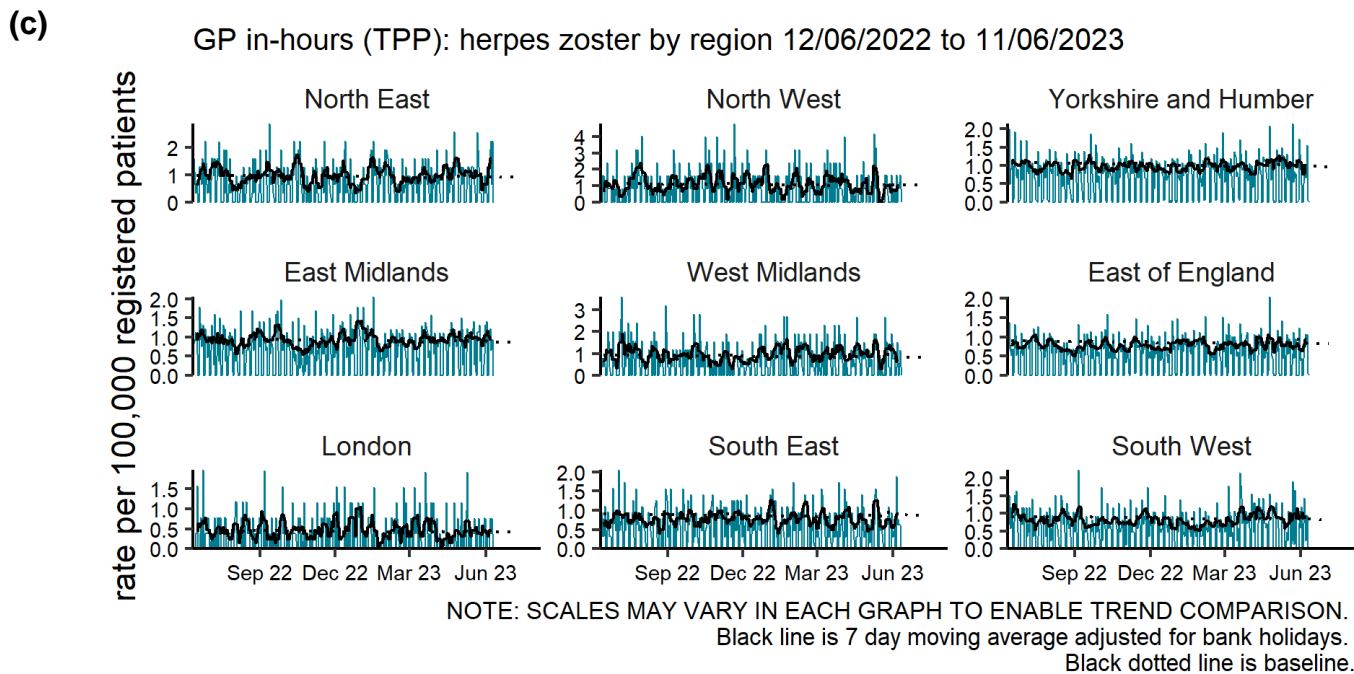 (c)
GP in-hours (TPP): herpes zoster by region 12/06/2022 to 11/06/2023
rate per 100,000 registered patients
North East
2
1
0
North West
4
3
2
1
0
Yorkshire and Humber
2.0
1.5
1.0
0.5
0.0
East Midlands
2.0
1.5
1.0
0.5
0.0
West Midlands
3
2
1
0
East of England
2.0
1.5
1.0
0.5
0.0
London
1.5
1.0
0.5
0.0
South East
2.0
1.5
1.0
0.5
0.0
South West
2.0
1.5
1.0
0.5
0.0
Sep 22 Dec 22 Mar 23 Jun 23
Sep 22 Dec 22 Mar 23 Jun 23
Sep 22 Dec 22 Mar 23 Jun 23
NOTE: SCALES MAY VARY IN EACH GRAPH TO ENABLE TREND COMPARISON.
Black line is 7 day moving average adjusted for bank holidays.
Black dotted line is baseline.